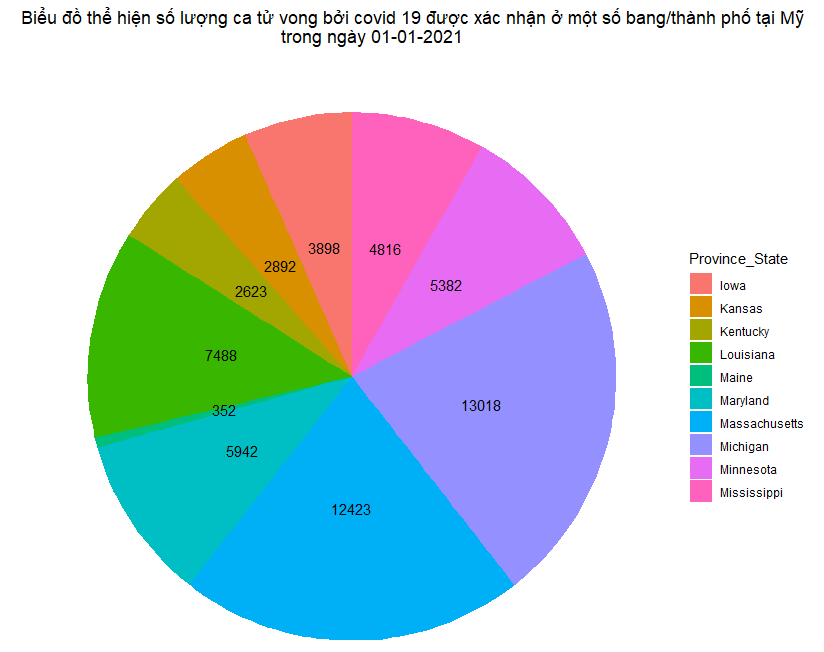 Biểu đồ thể hiện số lượng ca tử vong bởi covid 19 được xác nhận ở một số bang/thành phố tại Mỹ
trong ngày 01-01-2021
3898
4816
2892
5382
2623
7488
352
13018
5942
12423
Province_State
Iowa
Kansas
Kentucky
Louisiana
Maine
Maryland
Massachusetts
Michigan
Minnesota
Mississippi